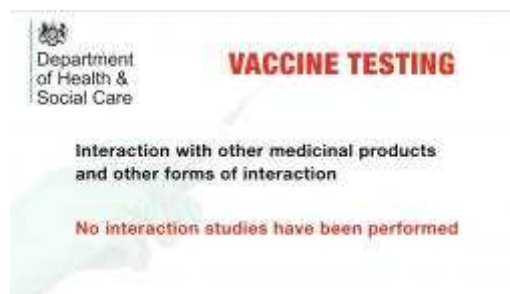 Department
of Health &
Social Care
VACCINE TESTING
Interaction with other medicinal products
and other forms of interaction
No interaction studies have been performed